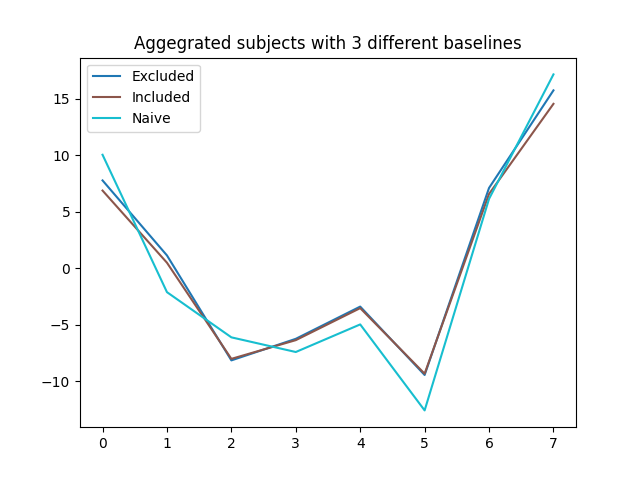 Aggegrated subjects with 3 different baselines
Excluded
Included
Naive
15
10
5
0
−5
−10
0 1 2 3 4 5 6 7